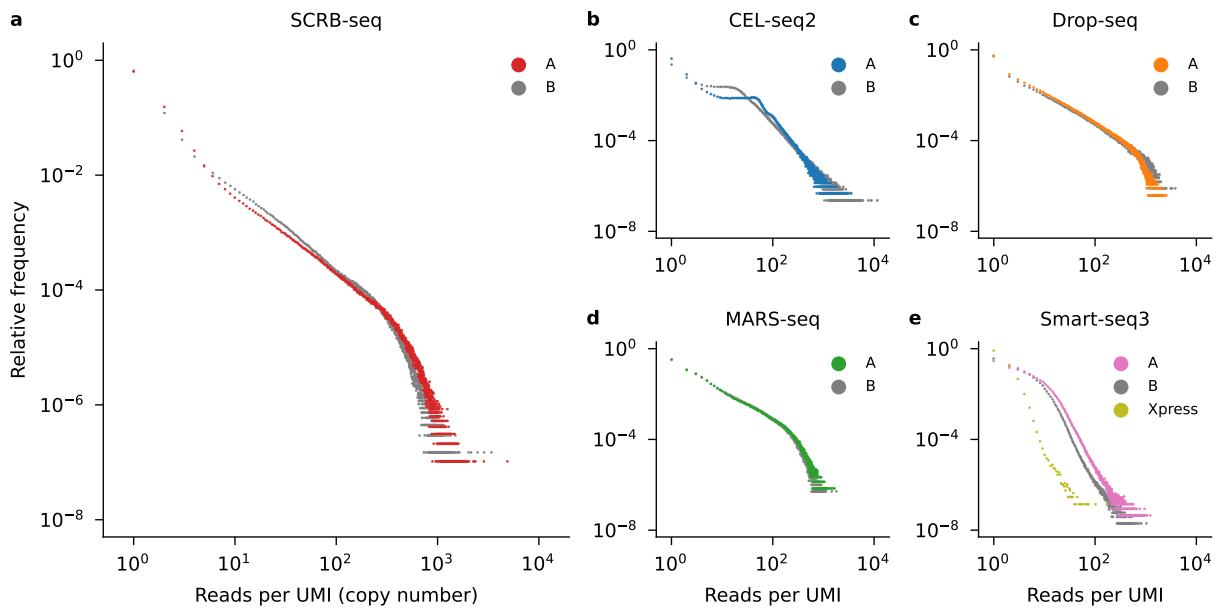 a
SCRB-seq
10^0
10^-2
10^-4
10^-6
10^-8
10^0
10^1
10^2
10^3
10^4
A
B
Relative frequency
Reads per UMI (copy number)
b
CEL-seq2
10^0
10^-4
10^-8
10^0
10^2
10^4
A
B
c
Drop-seq
10^0
10^-4
10^-8
10^0
10^2
10^4
A
B
d
MARS-seq
10^0
10^-4
10^-8
10^0
10^2
10^4
A
B
Reads per UMI
e
Smart-seq3
10^0
10^-4
10^-8
10^0
10^2
10^4
A
B
Xpress
Reads per UMI